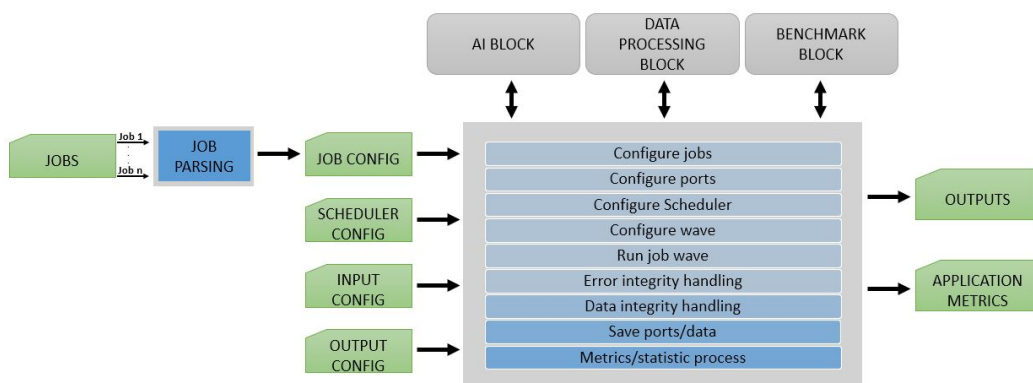 AI BLOCK
DATA
PROCESSING
BLOCK
BENCHMARK
BLOCK
JOBS
Job 1
Job n
JOB
PARSING
JOB CONFIG
SCHEDULER
CONFIG
INPUT
CONFIG
OUTPUT
CONFIG
Configure jobs
Configure ports
Configure Scheduler
Configure wave
Run job wave
Error integrity handling
Data integrity handling
Save ports/data
Metrics/statistic process
OUTPUTS
APPLICATION
METRICS